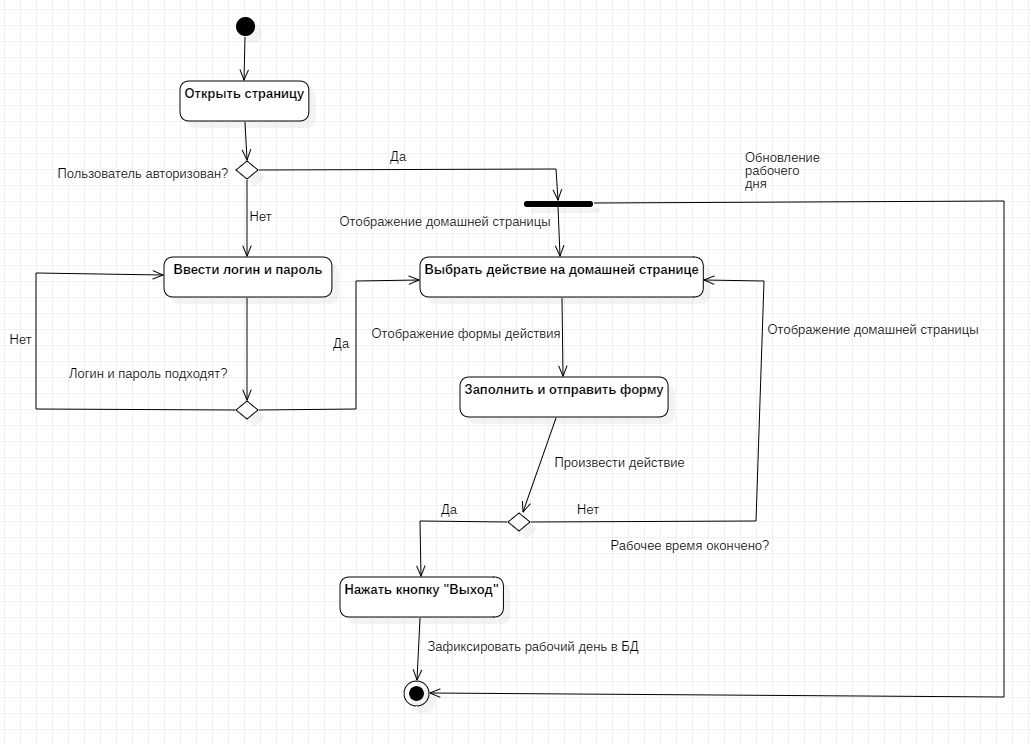 Открыть страницу
Да
Обновление
рабочего
дня
Пользователь авторизован?
Нет
Отображение домашней страницы
Ввести логин и пароль
Выбрать действие на домашней странице
Нет
Да
Отображение формы действия
Отображение домашней страницы
Логин и пароль подходят?
Заполнить и отправить форму
Произвести действие
Да
Нет
Рабочее время окончено?
Нажать кнопку "Выход"
Зафиксировать рабочий день в БД